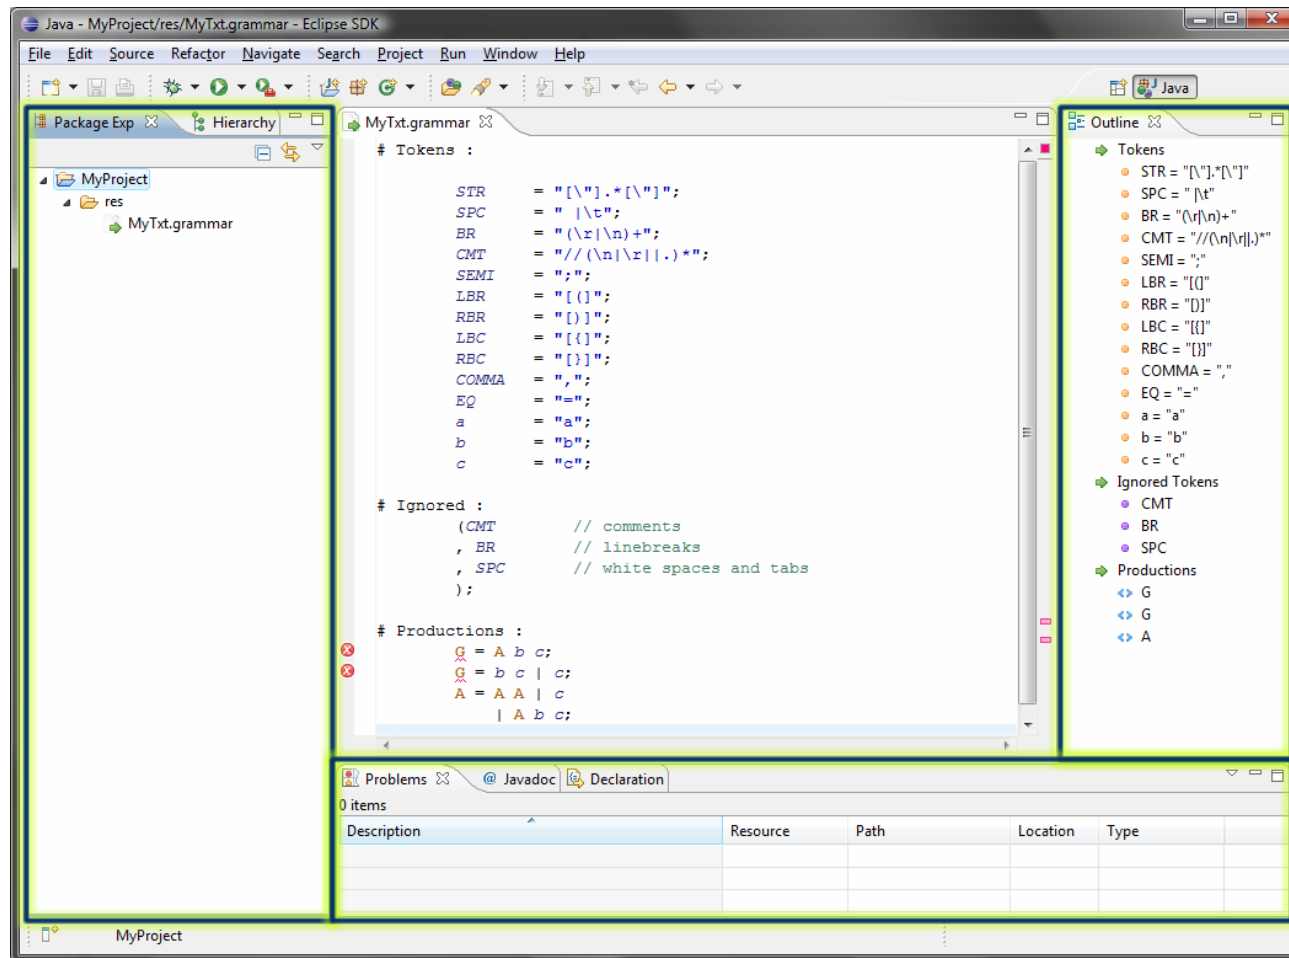 Java - MyProject/res/MyTxt.grammar - Eclipse SDK
File Edit Source Refactor Navigate Search Project Run Window Help
Java
Package Exp Hierarchy
MyProject
res
MyTxt.grammar
MyTxt.grammar
# Tokens :
STR = "[\"].*[\"]";
SPC = " |\t";
BR = "(\r|\n)+";
CMT = "//(\n|\r||.)*";
SEMI = ";";
LBR = "[(]";
RBR = "[)]";
LBC = "[{]";
RBC = "[}]";
COMMA = ",";
EQ = "=";
a = "a";
b = "b";
c = "c";
# Ignored :
(CMT // comments
, BR // linebreaks
, SPC // white spaces and tabs
);
# Productions :
G = A b c;
G = b c | c;
A = A A | c
| A b c;
Outline
Tokens
STR = "[\"].*[\"]"
SPC = " |\t"
BR = "(\r|\n)+"
CMT = "//(\n|\r||.)*"
SEMI = ";"
LBR = "[(]"
RBR = "[)]"
LBC = "[{]"
RBC = "[}]"
COMMA = ","
EQ = "="
a = "a"
b = "b"
c = "c"
Ignored Tokens
CMT
BR
SPC
Productions
G
G
A
Problems @ Javadoc Declaration
0 items
Description Resource Path Location Type
MyProject